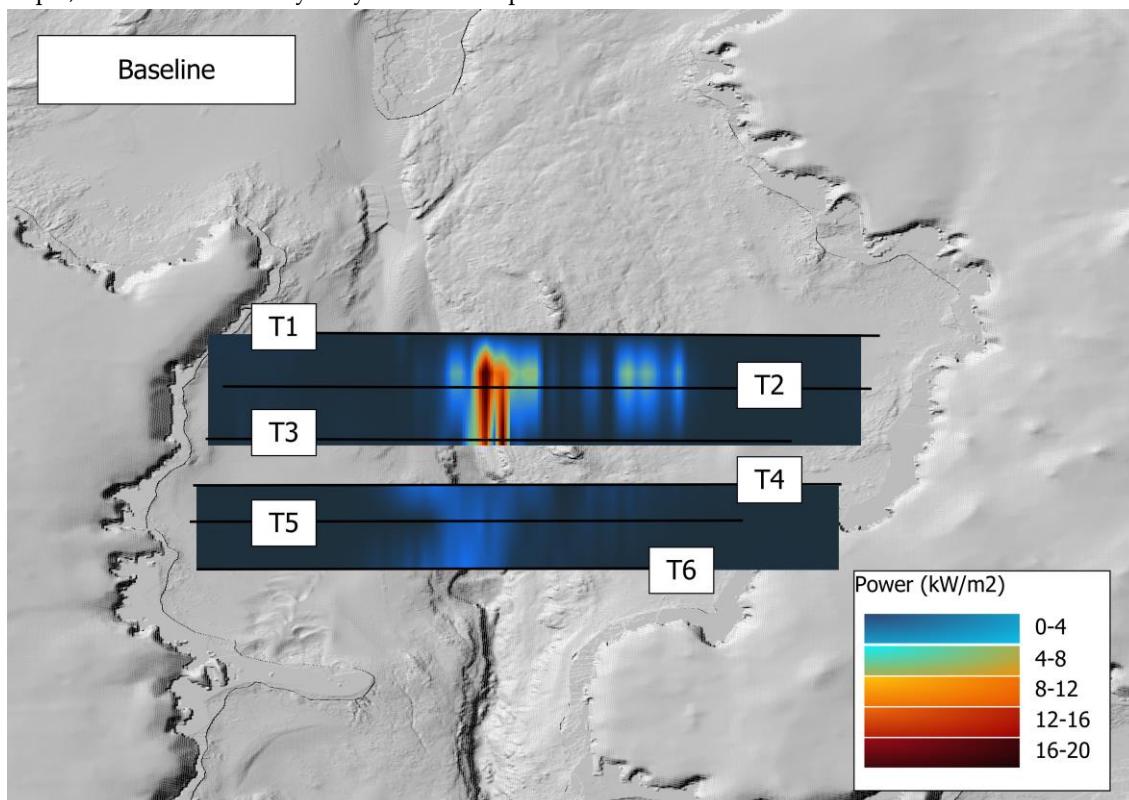 Baseline
T1
T2
T3
T4
T5
T6
Power (kW/m2)
0-4
4-8
8-12
12-16
16-20